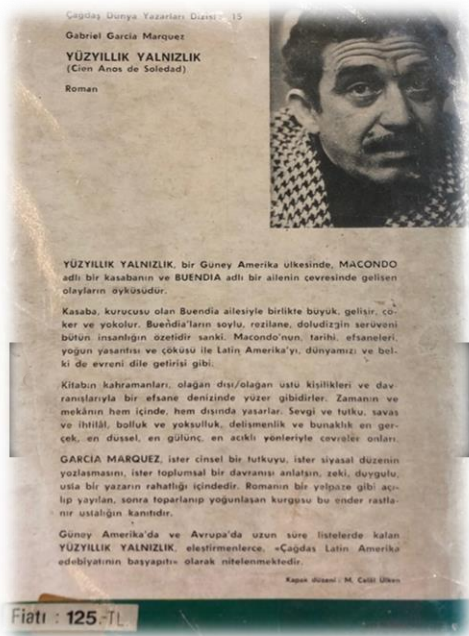 Çağdaş Dünya Yazarları Dizisi : 15
Gabriel Garcia Marquez
YÜZYILLIK YALNIZLIK
(Cien Anos de Soledad)
Roman
YÜZYILLIK YALNIZLIK, bir Güney Amerika ülkesinde, MACONDO
adlı bir kasabanın ve BUENDIA adlı bir ailenin çevresinde gelişen
olayların öyküsüdür.
Kasaba, kurucusu olan Buendia ailesiyle birlikte büyük, gelişir, çö-
ker ve yokolur. Buendia'ların soylu, rezilane, doludizgin serüveni
bütün insanlığın özetidir sanki. Macondo'nun, tarihi, efsaneleri,
yoğun yaşantısı ve çöküşü ile Latin Amerika'yı, dünyamızı ve bel-
ki de evreni dile getirisi gibi.
Kitabın kahramanları, olağan dışı/olağan üstü kişilikleri ve dav-
ranışlarıyla bir efsane denizinde yüzer gibidirler. Zamanın ve
mekânın hem içinde, hem dışında yaşarlar. Sevgi ve tutku, savaş
ve ihtilâl, bolluk ve yoksulluk, delişmenlik ve bunaklık en ger-
çek, en düşsel, en gülünç, en acıklı yönleriyle çevreler onları.
GARCIA MARQUEZ, ister cinsel bir tutkuyu, ister siyasal düzenin
yozlaşmasını, ister toplumsal bir davranışı anlatsın, zeki, duygulu,
usta bir yazarın rahatlığı içindedir. Romanın bir yelpaze gibi açı-
lıp yayılan, sonra toparlanıp yoğunlaşan kurgusu bu ender rastla-
nır ustalığın kanıtıdır.
Güney Amerika'da ve Avrupa'da uzun süre listelerde kalan
YÜZYILLIK YALNIZLIK, eleştirmenlerce, «Çağdaş Latin Amerika
edebiyatının başyapıtı» olarak nitelenmektedir.
Kapak düzeni : M. Celâl Ülken
Fiatı : 125.-TL.